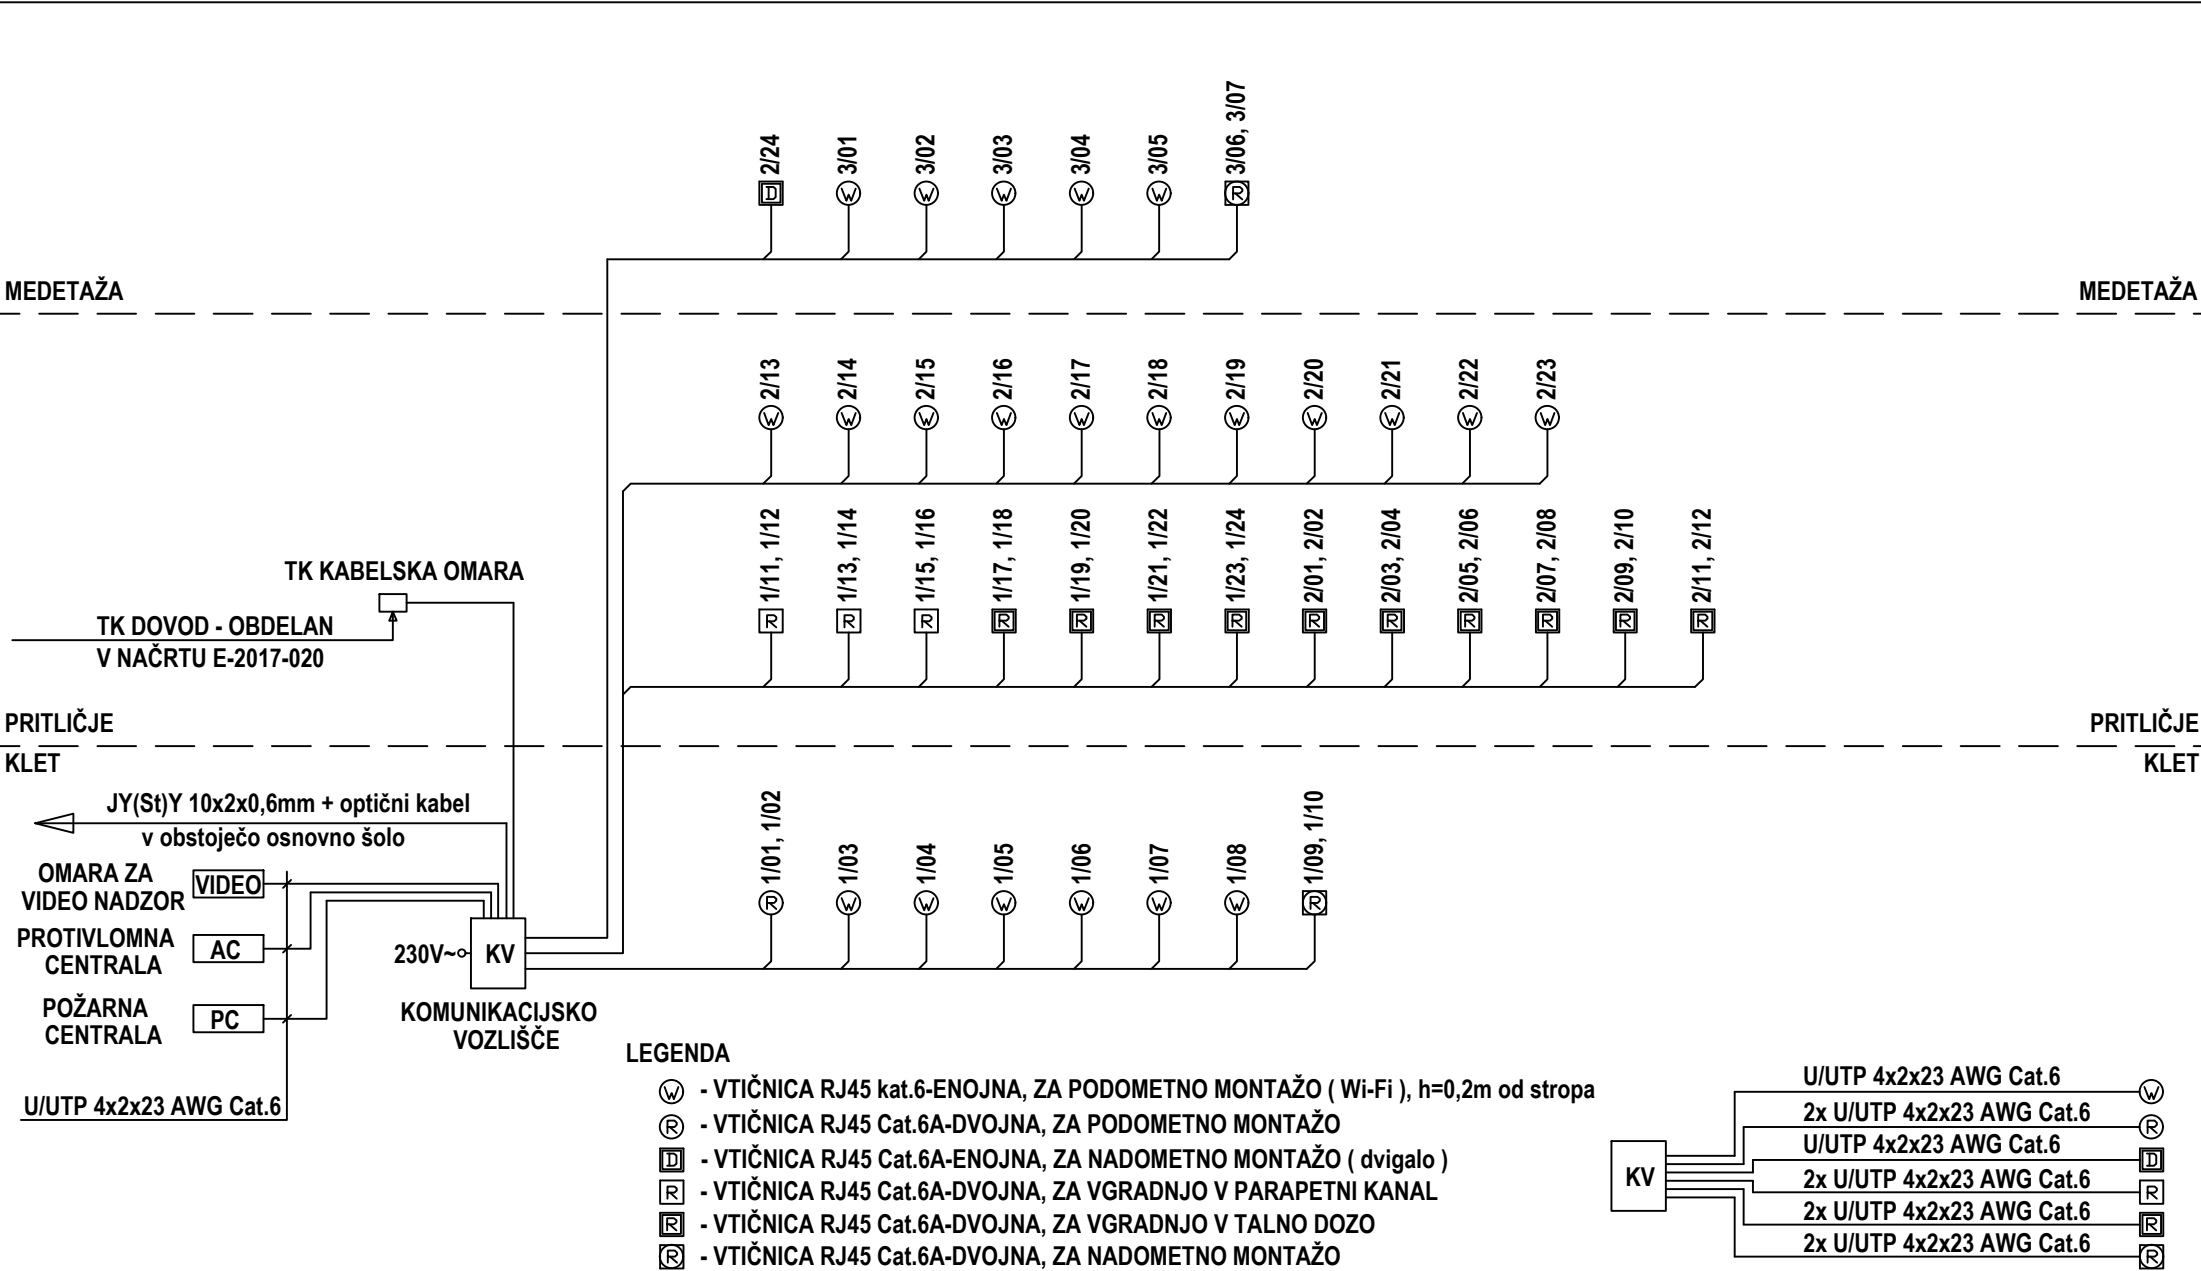 2/24
3/01
3/02
3/03
3/04
3/05
3/06, 3/07
D
W
W
W
W
W
R
MEDETAŽA
MEDETAŽA
2/13
2/14
2/15
2/16
2/17
2/18
2/19
2/20
2/21
2/22
2/23
W
W
W
W
W
W
W
W
W
W
W
1/11, 1/12
1/13, 1/14
1/15, 1/16
1/17, 1/18
1/19, 1/20
1/21, 1/22
1/23, 1/24
2/01, 2/02
2/03, 2/04
2/05, 2/06
2/07, 2/08
2/09, 2/10
2/11, 2/12
R
R
R
R
R
R
R
R
R
R
R
R
R
TK KABELSKA OMARA
TK DOVOD - OBDELAN
V NAČRTU E-2017-020
PRITLIČJE
PRITLIČJE
KLET
KLET
JY(St)Y 10x2x0,6mm + optični kabel
v obstoječo osnovno šolo
OMARA ZA
VIDEO NADZOR
VIDEO
PROTIVLOMNA
CENTRALA
AC
POŽARNA
CENTRALA
PC
U/UTP 4x2x23 AWG Cat.6
230V~
KV
KOMUNIKACIJSKO
VOZLIŠČE
1/01, 1/02
1/03
1/04
1/05
1/06
1/07
1/08
1/09, 1/10
R
W
W
W
W
W
W
R
LEGENDA
W - VTIČNICA RJ45 kat.6-ENOJNA, ZA PODOMETNO MONTAŽO ( Wi-Fi ), h=0,2m od stropa
R - VTIČNICA RJ45 Cat.6A-DVOJNA, ZA PODOMETNO MONTAŽO
D - VTIČNICA RJ45 Cat.6A-ENOJNA, ZA NADOMETNO MONTAŽO ( dvigalo )
R - VTIČNICA RJ45 Cat.6A-DVOJNA, ZA VGRADNJO V PARAPETNI KANAL
R - VTIČNICA RJ45 Cat.6A-DVOJNA, ZA VGRADNJO V TALNO DOZO
R - VTIČNICA RJ45 Cat.6A-DVOJNA, ZA NADOMETNO MONTAŽO
KV
U/UTP 4x2x23 AWG Cat.6 W
2x U/UTP 4x2x23 AWG Cat.6 R
U/UTP 4x2x23 AWG Cat.6 D
2x U/UTP 4x2x23 AWG Cat.6 R
2x U/UTP 4x2x23 AWG Cat.6 R
2x U/UTP 4x2x23 AWG Cat.6 R